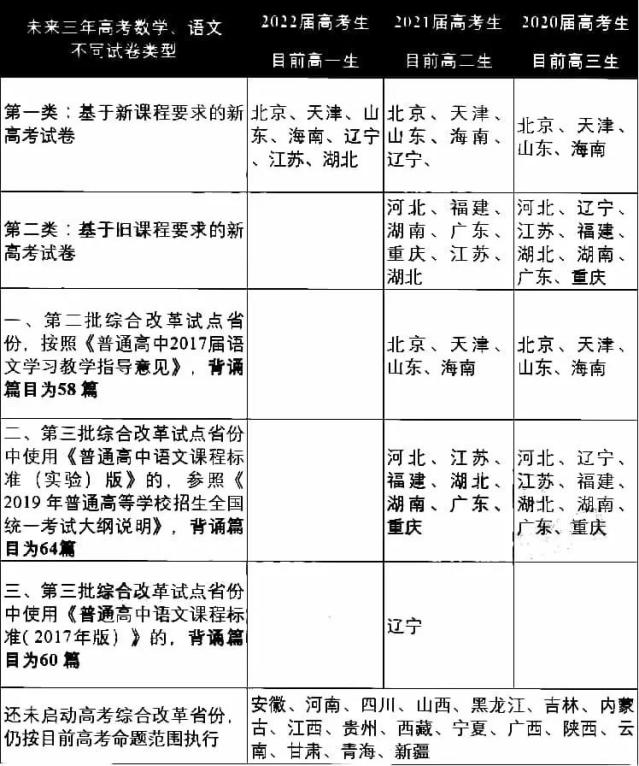 未来三年高考数学、语文
不同试卷类型
2022届高考生
目前高一生
2021届高考生
目前高二生
2020届高考生
目前高三生
第一类：基于新课程要求的新
高考试卷
北京、天津、山
东、海南、辽宁
、江苏、湖北
北京、天津、
山东、海南、
辽宁、
北京、天津、
山东、海南
第二类：基于旧课程要求的新
高考试卷
河北、福建、
湖南、广东、
重庆、江苏、
湖北
河北、辽宁、
江苏、福建、
湖北、湖南、
广东、重庆
一、第二批综合改革试点省
份，按照《普通高中2017届语
文学习教学指导意见》，背诵
篇目为58篇
北京、天津、
山东、海南
北京、天津、
山东、海南
二、第三批综合改革试点省份
中使用《普通高中语文课程标
准（实验）版》的，参照《
2019年普通高等学校招生全国
统一考试大纲说明》，背诵篇
目为64篇
河北、江苏、
福建、湖北、
湖南、广东、
重庆
河北、辽宁、
江苏、福建、
湖北、湖南、
广东、重庆
三、第三批综合改革试点省份
中使用《普通高中语文课程标
准（2017年版）》的，背诵篇
目为60篇
辽宁
还未启动高考综合改革省份，
仍按目前高考命题范围执行
安徽、河南、四川、山西、黑龙江、吉林、内蒙
古、江西、贵州、西藏、宁夏、广西、陕西、云
南、甘肃、青海、新疆